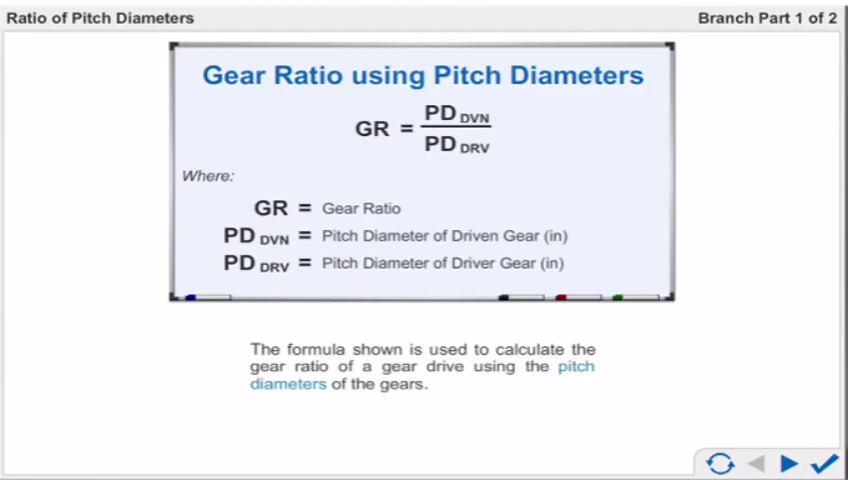 Ratio of Pitch Diameters
Branch Part 1 of 2
Gear Ratio using Pitch Diameters
GR = PD DVN
PD DRV
Where:
GR = Gear Ratio
PD DVN = Pitch Diameter of Driven Gear (in)
PD DRV = Pitch Diameter of Driver Gear (in)
The formula shown is used to calculate the
gear ratio of a gear drive using the pitch
diameters of the gears.